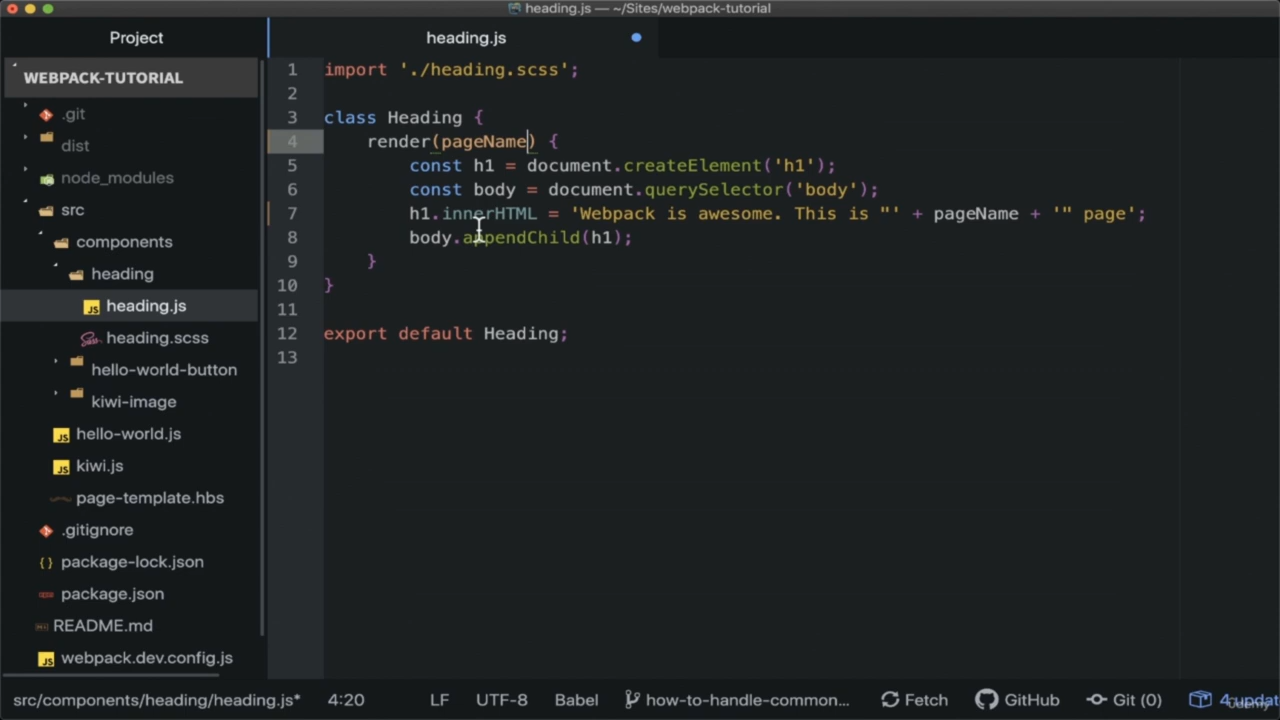 heading.js — ~/Sites/webpack-tutorial
Project
heading.js
WEBPACK-TUTORIAL
.git
dist
node_modules
src
components
heading
heading.js
heading.scss
hello-world-button
kiwi-image
hello-world.js
kiwi.js
page-template.hbs
.gitignore
package-lock.json
package.json
README.md
webpack.dev.config.js
1 import './heading.scss';
2
3 class Heading {
4 render(pageName) {
5 const h1 = document.createElement('h1');
6 const body = document.querySelector('body');
7 h1.innerHTML = 'Webpack is awesome. This is "' + pageName + '" page';
8 body.appendChild(h1);
9 }
10 }
11
12 export default Heading;
13
src/components/heading/heading.js* 4:20 LF UTF-8 Babel how-to-handle-common... Fetch GitHub Git (0) 4 updat
Udemy